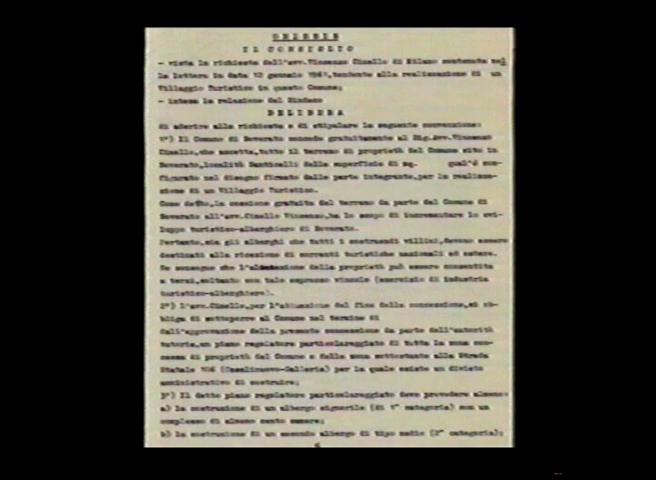 IL CONSIGLIO
- vista la richiesta dell'avv.Vincenzo Cinello di Milano contenuta nel
la lettera in data 12 gennaio 1961,tendente alla realizzazione di un
Villaggio Turistico in questo Comune;
- intesa la relazione del Sindaco
DELIBERA
di aderire alla richiesta e di stipulare la seguente convenzione:
1°) Il Comune di Soverato concede gratuitamente al Sig.Avv.Vincenzo
Cinello,che accetta,tutto il terreno di proprietà del Comune sito in
Soverato,località Santicelli della superficie di mq. qual'è con-
figurato nel disegno firmato dalle parte integrante,per la realizza-
zione di un Villaggio Turistico.
Come detto,la cessione gratuita del terreno da parte del Comune di
Soverato all'avv.Cinello Vincenzo,ha lo scopo di incrementare lo svi-
luppo turistico-alberghiero di Soverato.
Pertanto,sia gli alberghi che tutti i costruendi villini,devono essere
destinati alla ricezione di correnti turistiche nazionali ed estere.
Ne consegue che l'alienazione della proprietà può essere consentita
a terzi,soltanto con tale espresso vincolo (esercizio di industria
turistico-alberghiera).
2°) L'avv.Cinello,per l'attuazione del fine della concessione,si ob-
bliga di sottoporre al Comune nel termine di
dall'approvazione della presente concessione da parte dell'autorità
tutoria,un piano regolatore particolareggiato di tutta la zona con-
cessa di proprietà del Comune e della zona sottostante alla Strada
Statale 106 (Casalinuovo-Galleria) per la quale esiste un divieto
amministrativo di costruire;
3°) Il detto piano regolatore particolareggiato deve prevedere almeno:
a) la costruzione di un albergo signorile (di 1^ categoria) con un
complesso di almeno cento camere;
b) la costruzione di un secondo albergo di tipo medio (2^ categoria);